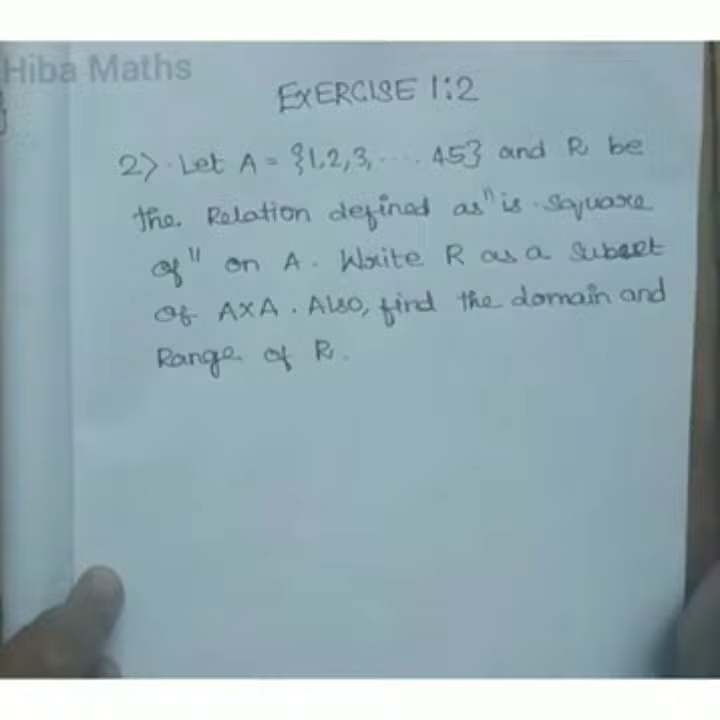 Hiba Maths
EXERCISE 1:2
2) Let A = {1,2,3,.... 45} and R be
the Relation defined as "is square
of" on A. Write R as a subset
of A×A. Also, find the domain and
Range of R.